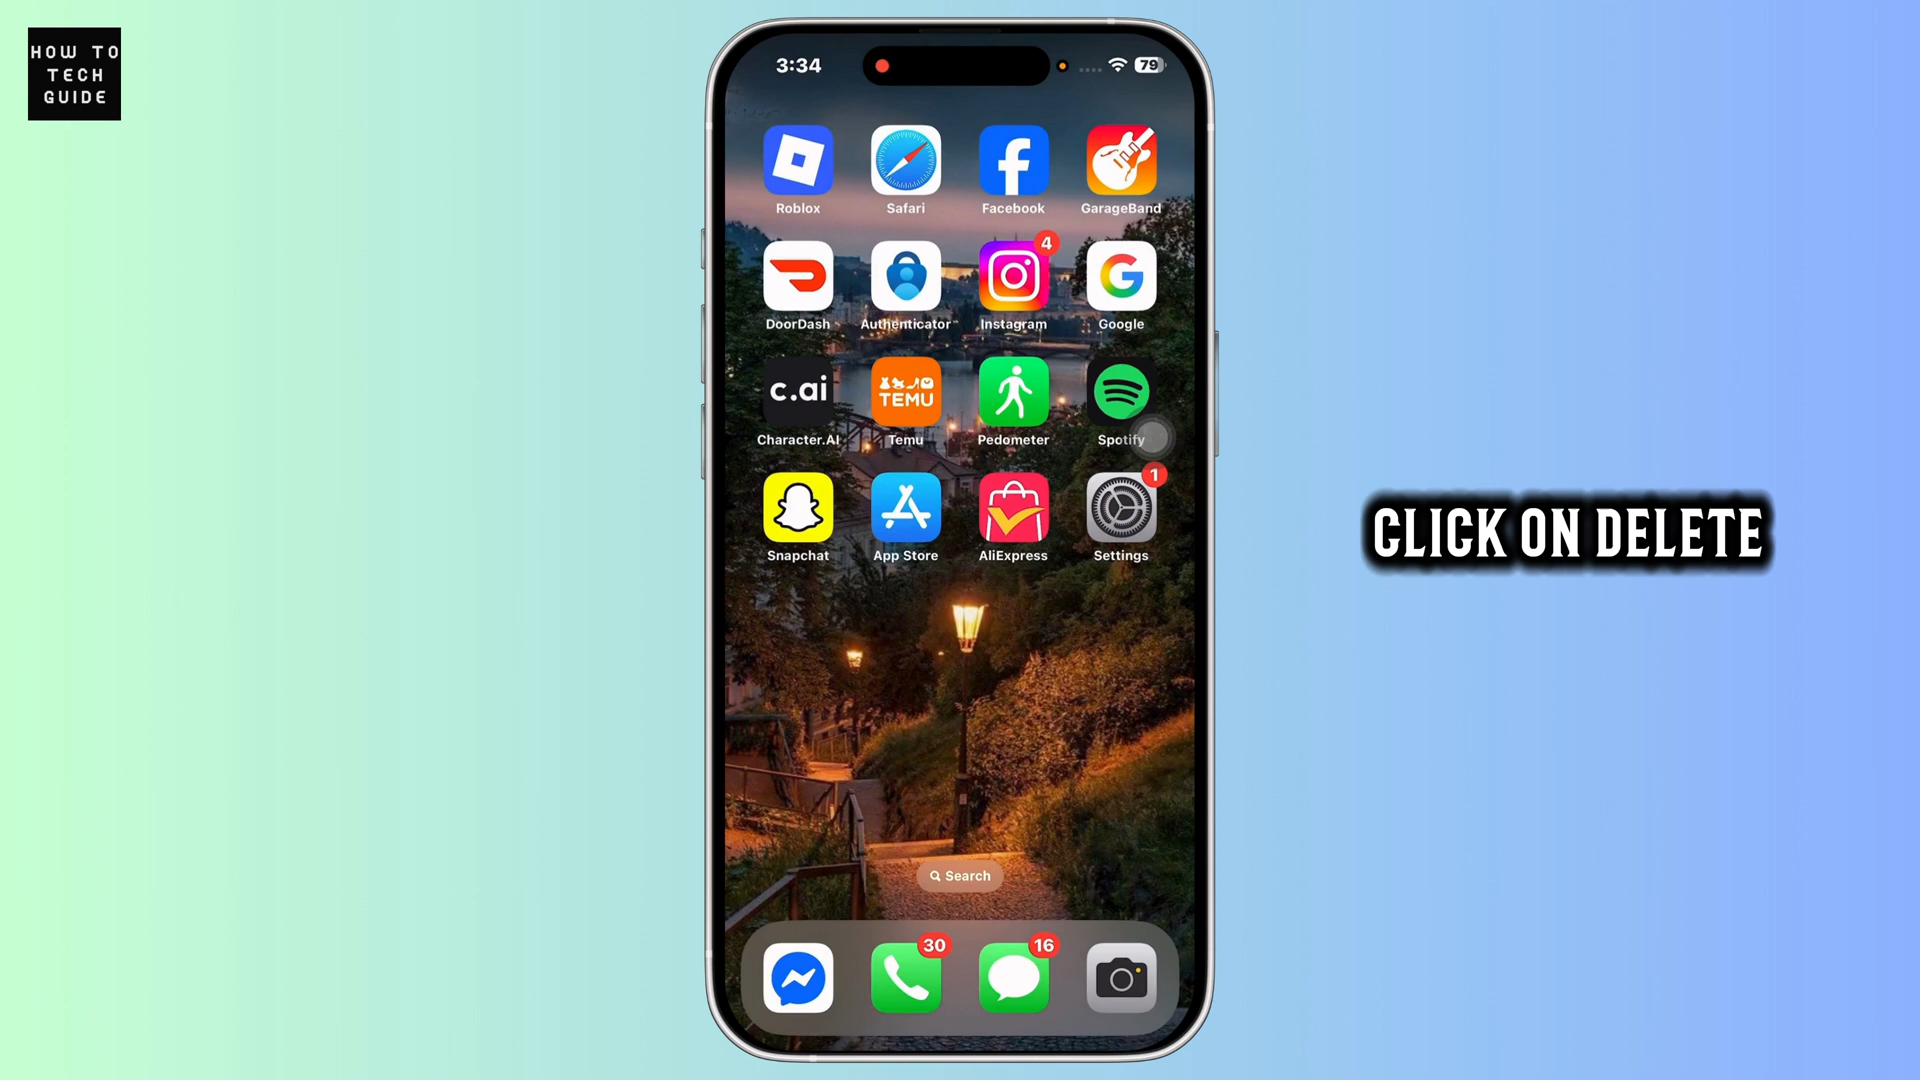 HOW TO
TECH
GUIDE
3:34
79
Roblox
Safari
Facebook
GarageBand
4
DoorDash
Authenticator
Instagram
Google
c.ai
TEMU
Character.AI
Temu
Pedometer
Spotify
1
Snapchat
App Store
AliExpress
Settings
CLICK ON DELETE
Search
30
16